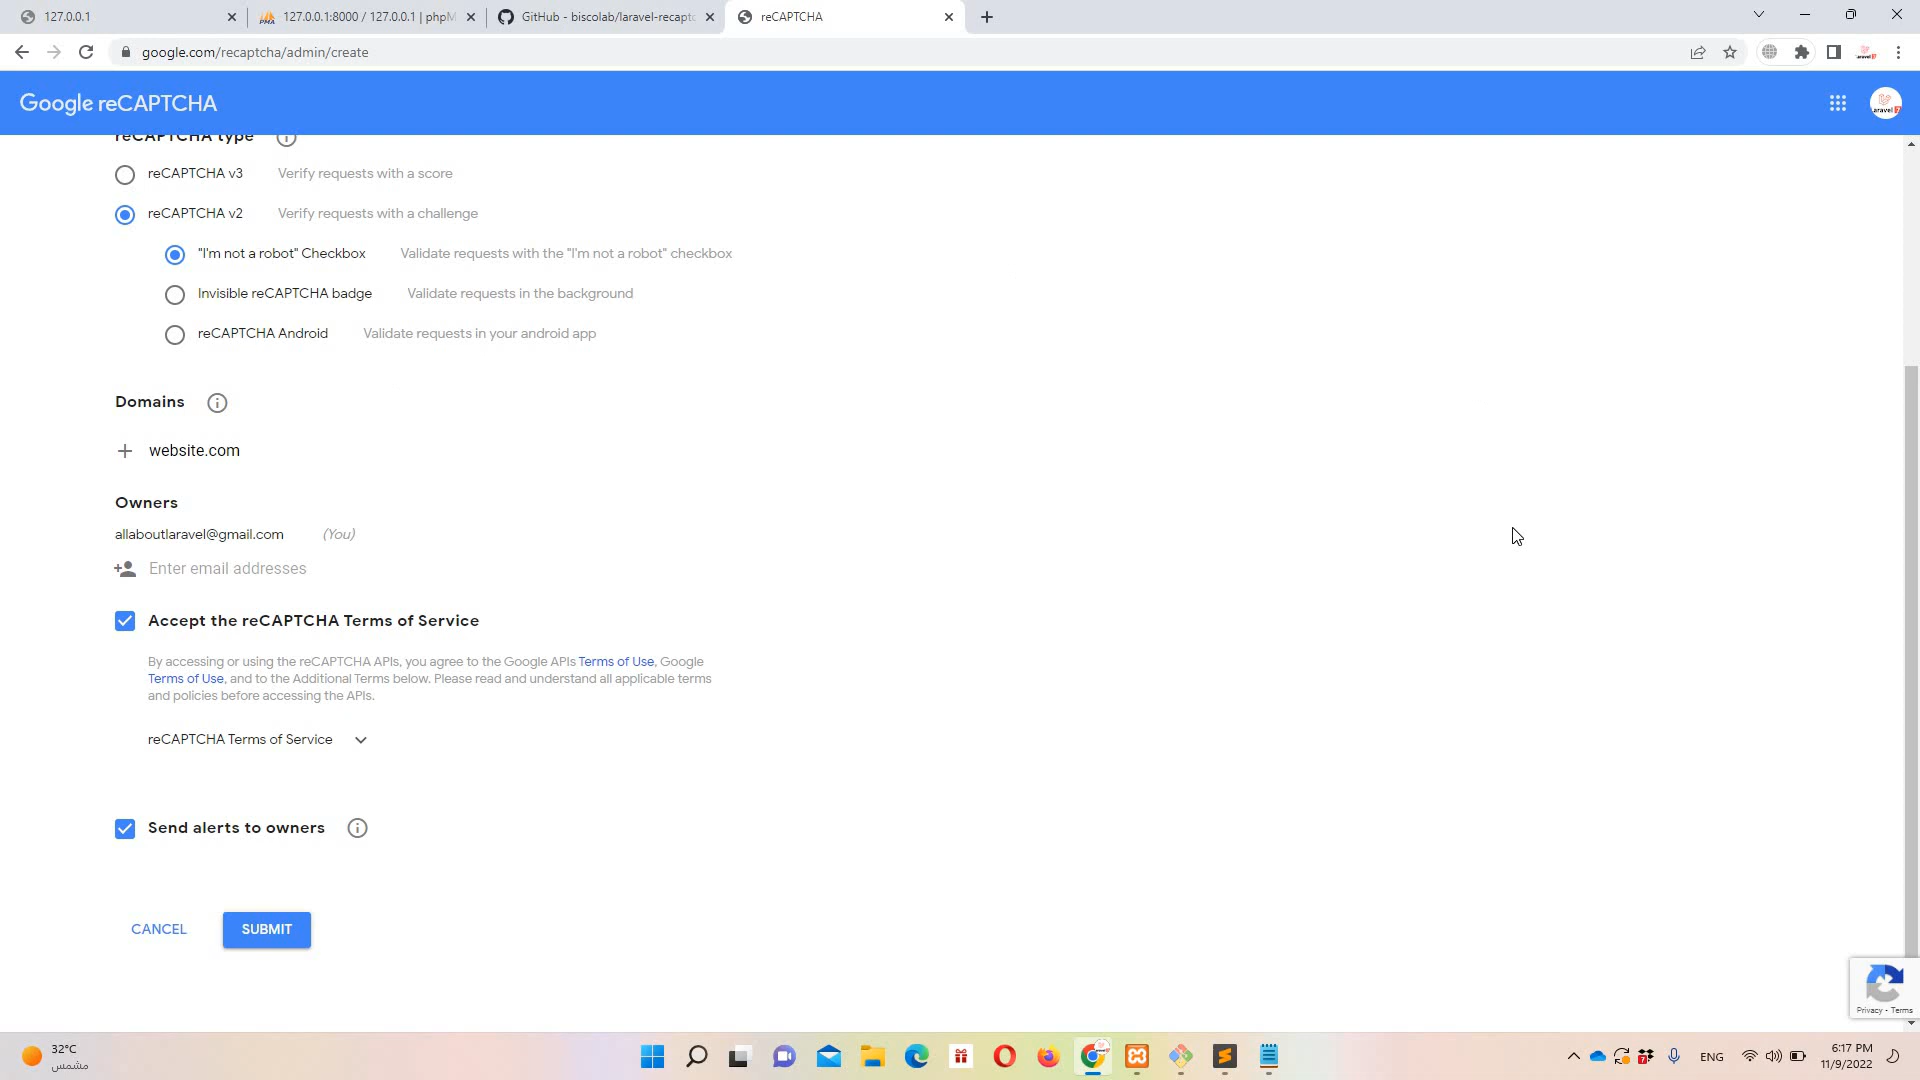 127.0.0.1
127.0.0.1:8000 / 127.0.0.1 | phpM
GitHub - biscolab/laravel-recaptc
reCAPTCHA
google.com/recaptcha/admin/create
Google reCAPTCHA
reCAPTCHA type
reCAPTCHA v3 Verify requests with a score
reCAPTCHA v2 Verify requests with a challenge
"I'm not a robot" Checkbox Validate requests with the "I'm not a robot" checkbox
Invisible reCAPTCHA badge Validate requests in the background
reCAPTCHA Android Validate requests in your android app
Domains
website.com
Owners
allaboutlaravel@gmail.com (You)
Enter email addresses
Accept the reCAPTCHA Terms of Service
By accessing or using the reCAPTCHA APIs, you agree to the Google APIs Terms of Use, Google
Terms of Use, and to the Additional Terms below. Please read and understand all applicable terms
and policies before accessing the APIs.
reCAPTCHA Terms of Service
Send alerts to owners
CANCEL SUBMIT
Privacy - Terms
32°C
مشمس
ENG
6:17 PM
11/9/2022